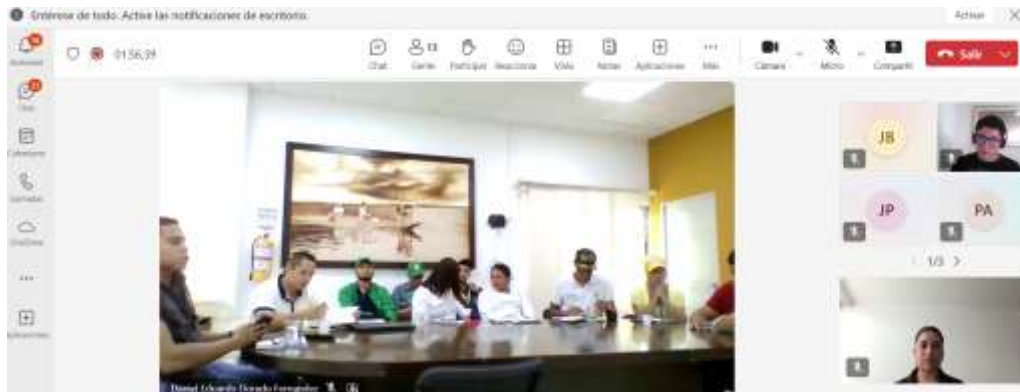 Entérese de todo. Active las notificaciones de escritorio.
Activar
01:56:39
Chat
Gente
Participar
Reaccionar
Vista
Notas
Aplicaciones
Más
Cámara
Micro
Compartir
Salir
JB
JP
PA
1/3